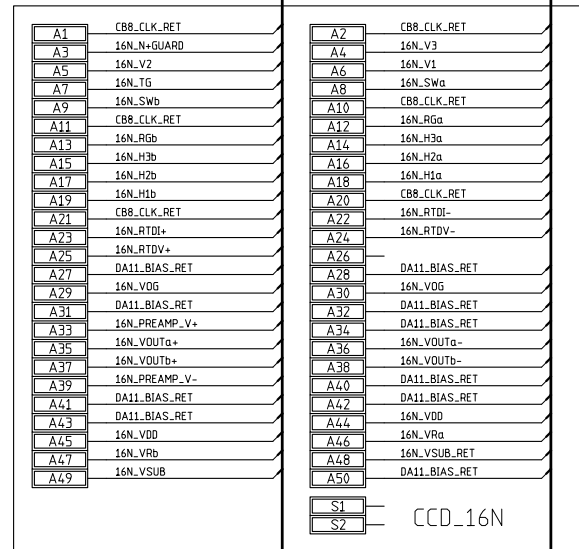 A1 CB8_CLK_RET
A3 16N_N+GUARD
A5 16N_V2
A7 16N_TG
A9 16N_SWb
A11 CB8_CLK_RET
A13 16N_RGb
A15 16N_H3b
A17 16N_H2b
A19 16N_H1b
A21 CB8_CLK_RET
A23 16N_RTDI+
A25 16N_RTDV+
A27 DA11_BIAS_RET
A29 16N_VOG
A31 DA11_BIAS_RET
A33 16N_PREAMP_V+
A35 16N_VOUTa+
A37 16N_VOUTb+
A39 16N_PREAMP_V-
A41 DA11_BIAS_RET
A43 DA11_BIAS_RET
A45 16N_VDD
A47 16N_VRb
A49 16N_VSUB
A2 CB8_CLK_RET
A4 16N_V3
A6 16N_V1
A8 16N_SWa
A10 CB8_CLK_RET
A12 16N_RGa
A14 16N_H3a
A16 16N_H2a
A18 16N_H1a
A20 CB8_CLK_RET
A22 16N_RTDI-
A24 16N_RTDV-
A26
A28 DA11_BIAS_RET
A30 16N_VOG
A32 DA11_BIAS_RET
A34 DA11_BIAS_RET
A36 16N_VOUTa-
A38 16N_VOUTb-
A40 DA11_BIAS_RET
A42 DA11_BIAS_RET
A44 16N_VDD
A46 16N_VRa
A48 16N_VSUB_RET
A50 DA11_BIAS_RET
S1
S2
CCD_16N